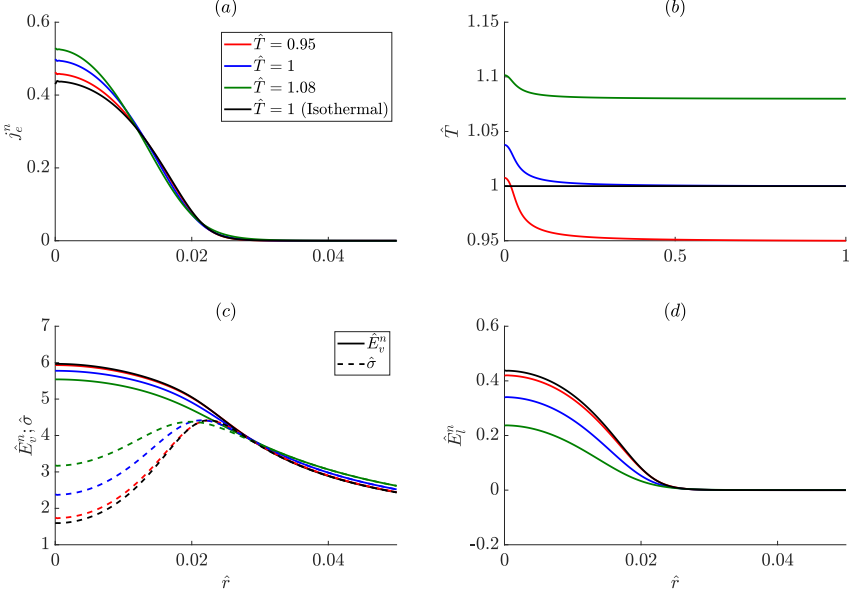 (a)
0.6
0.4
0.2
0
0
0.02
0.04
j_e^n
T̂ = 0.95
T̂ = 1
T̂ = 1.08
T̂ = 1 (Isothermal)
(b)
1.15
1.1
1.05
1
0.95
0
0.5
1
T̂
(c)
7
6
5
4
3
2
1
0
0.02
0.04
Ê_v^n; σ̂
r̂
Ê_v^n
σ̂
(d)
0.6
0.4
0.2
0
-0.2
0
0.02
0.04
Ê_l^n
r̂